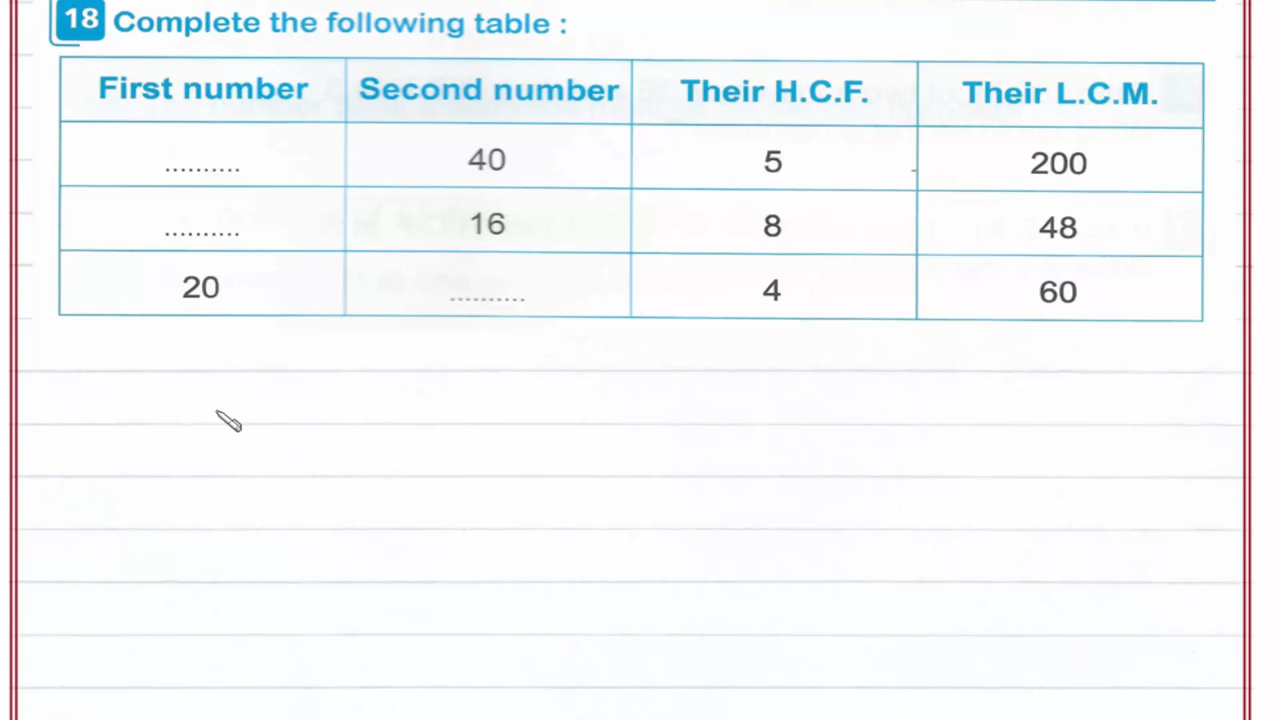 18 Complete the following table :
First number Second number Their H.C.F. Their L.C.M.
.......... 40 5 200
.......... 16 8 48
20 .......... 4 60